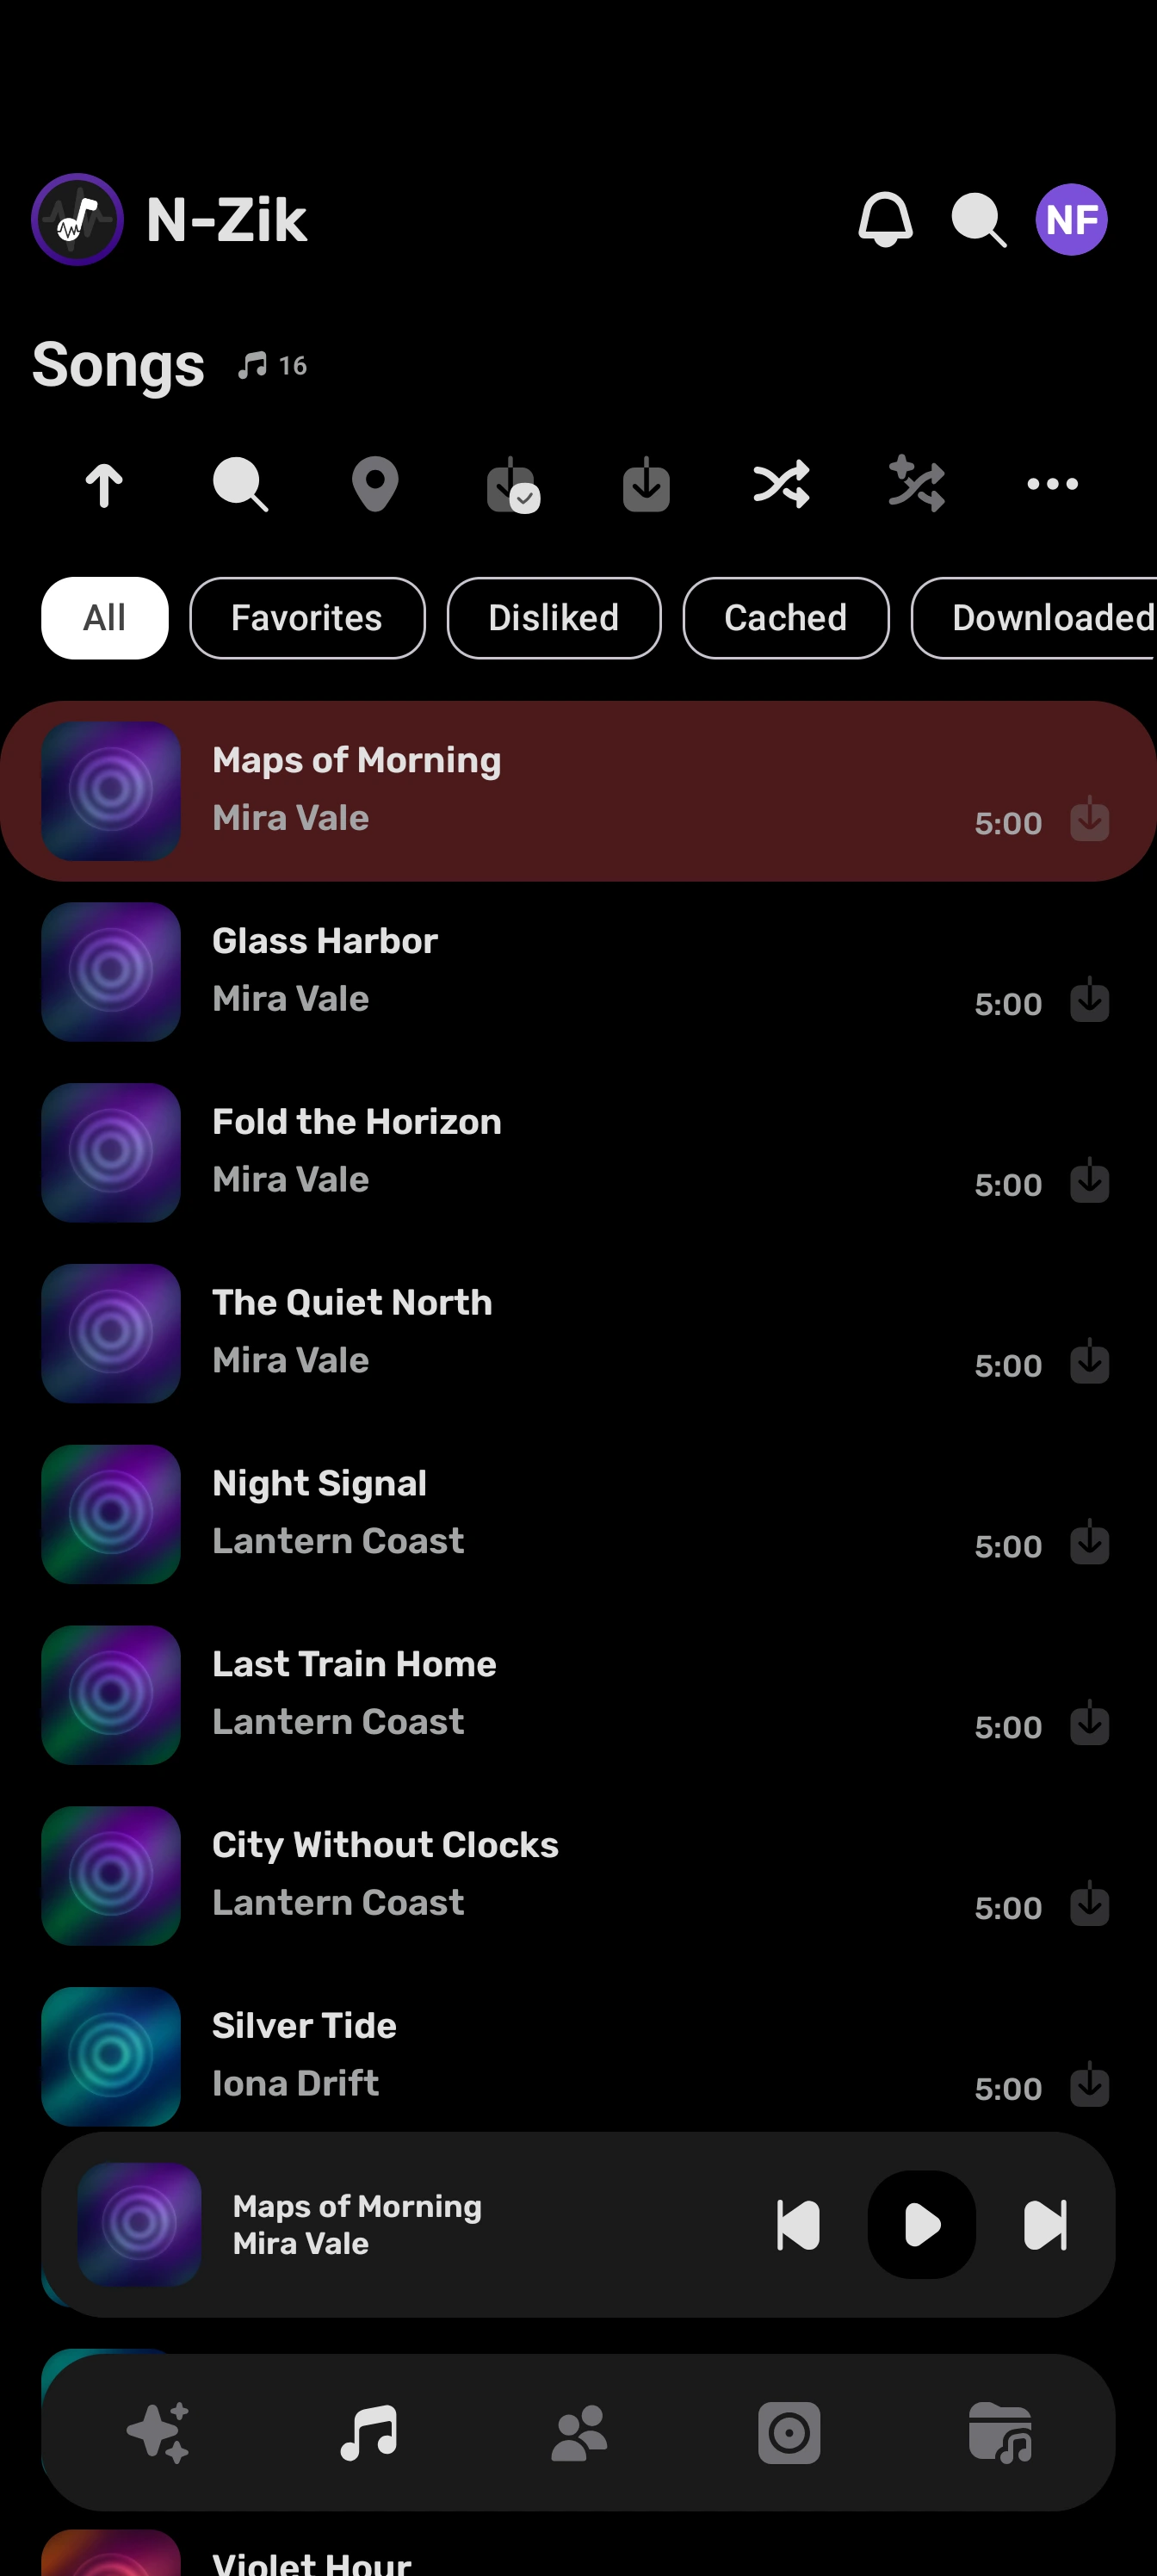 N-Zik
NF
Songs
16
All
Favorites
Disliked
Cached
Downloaded
Maps of Morning
Mira Vale
5:00
Glass Harbor
Mira Vale
5:00
Fold the Horizon
Mira Vale
5:00
The Quiet North
Mira Vale
5:00
Night Signal
Lantern Coast
5:00
Last Train Home
Lantern Coast
5:00
City Without Clocks
Lantern Coast
5:00
Silver Tide
Iona Drift
5:00
Maps of Morning
Mira Vale
Violet Hour